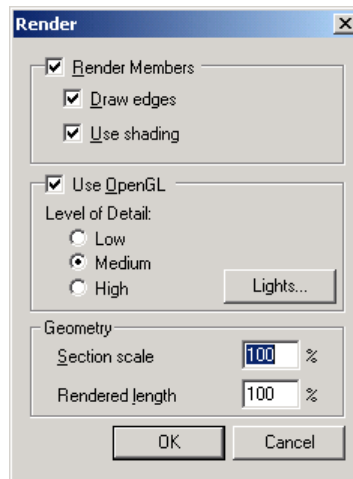 Render
Render Members
Draw edges
Use shading
Use OpenGL
Level of Detail:
Low
Medium
High
Lights...
Geometry
Section scale 100 %
Rendered length 100 %
OK Cancel